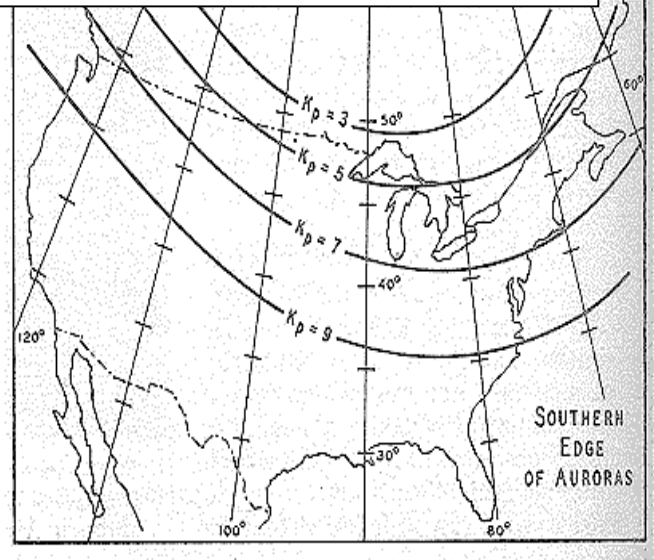 Kp = 3
50°
60°
Kp = 5
Kp = 7
40°
Kp = 9
120°
SOUTHERN
EDGE
OF AURORAS
30°
100°
80°